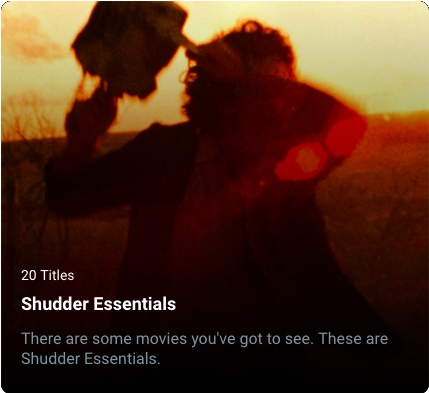 20 Titles
Shudder Essentials
There are some movies you've got to see. These are
Shudder Essentials.